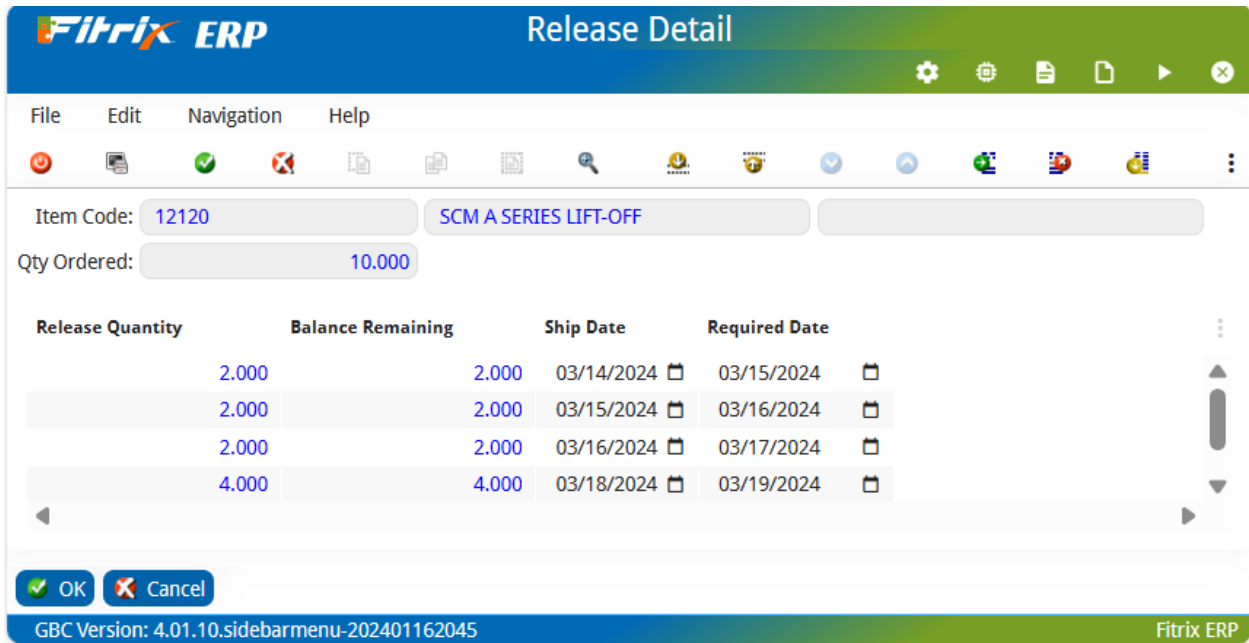 Fitrix ERP
Release Detail
File Edit Navigation Help
Item Code: 12120 SCM A SERIES LIFT-OFF
Qty Ordered: 10.000
Release Quantity Balance Remaining Ship Date Required Date
2.000 2.000 03/14/2024 03/15/2024
2.000 2.000 03/15/2024 03/16/2024
2.000 2.000 03/16/2024 03/17/2024
4.000 4.000 03/18/2024 03/19/2024
OK Cancel
GBC Version: 4.01.10.sidebarmenu-202401162045 Fitrix ERP